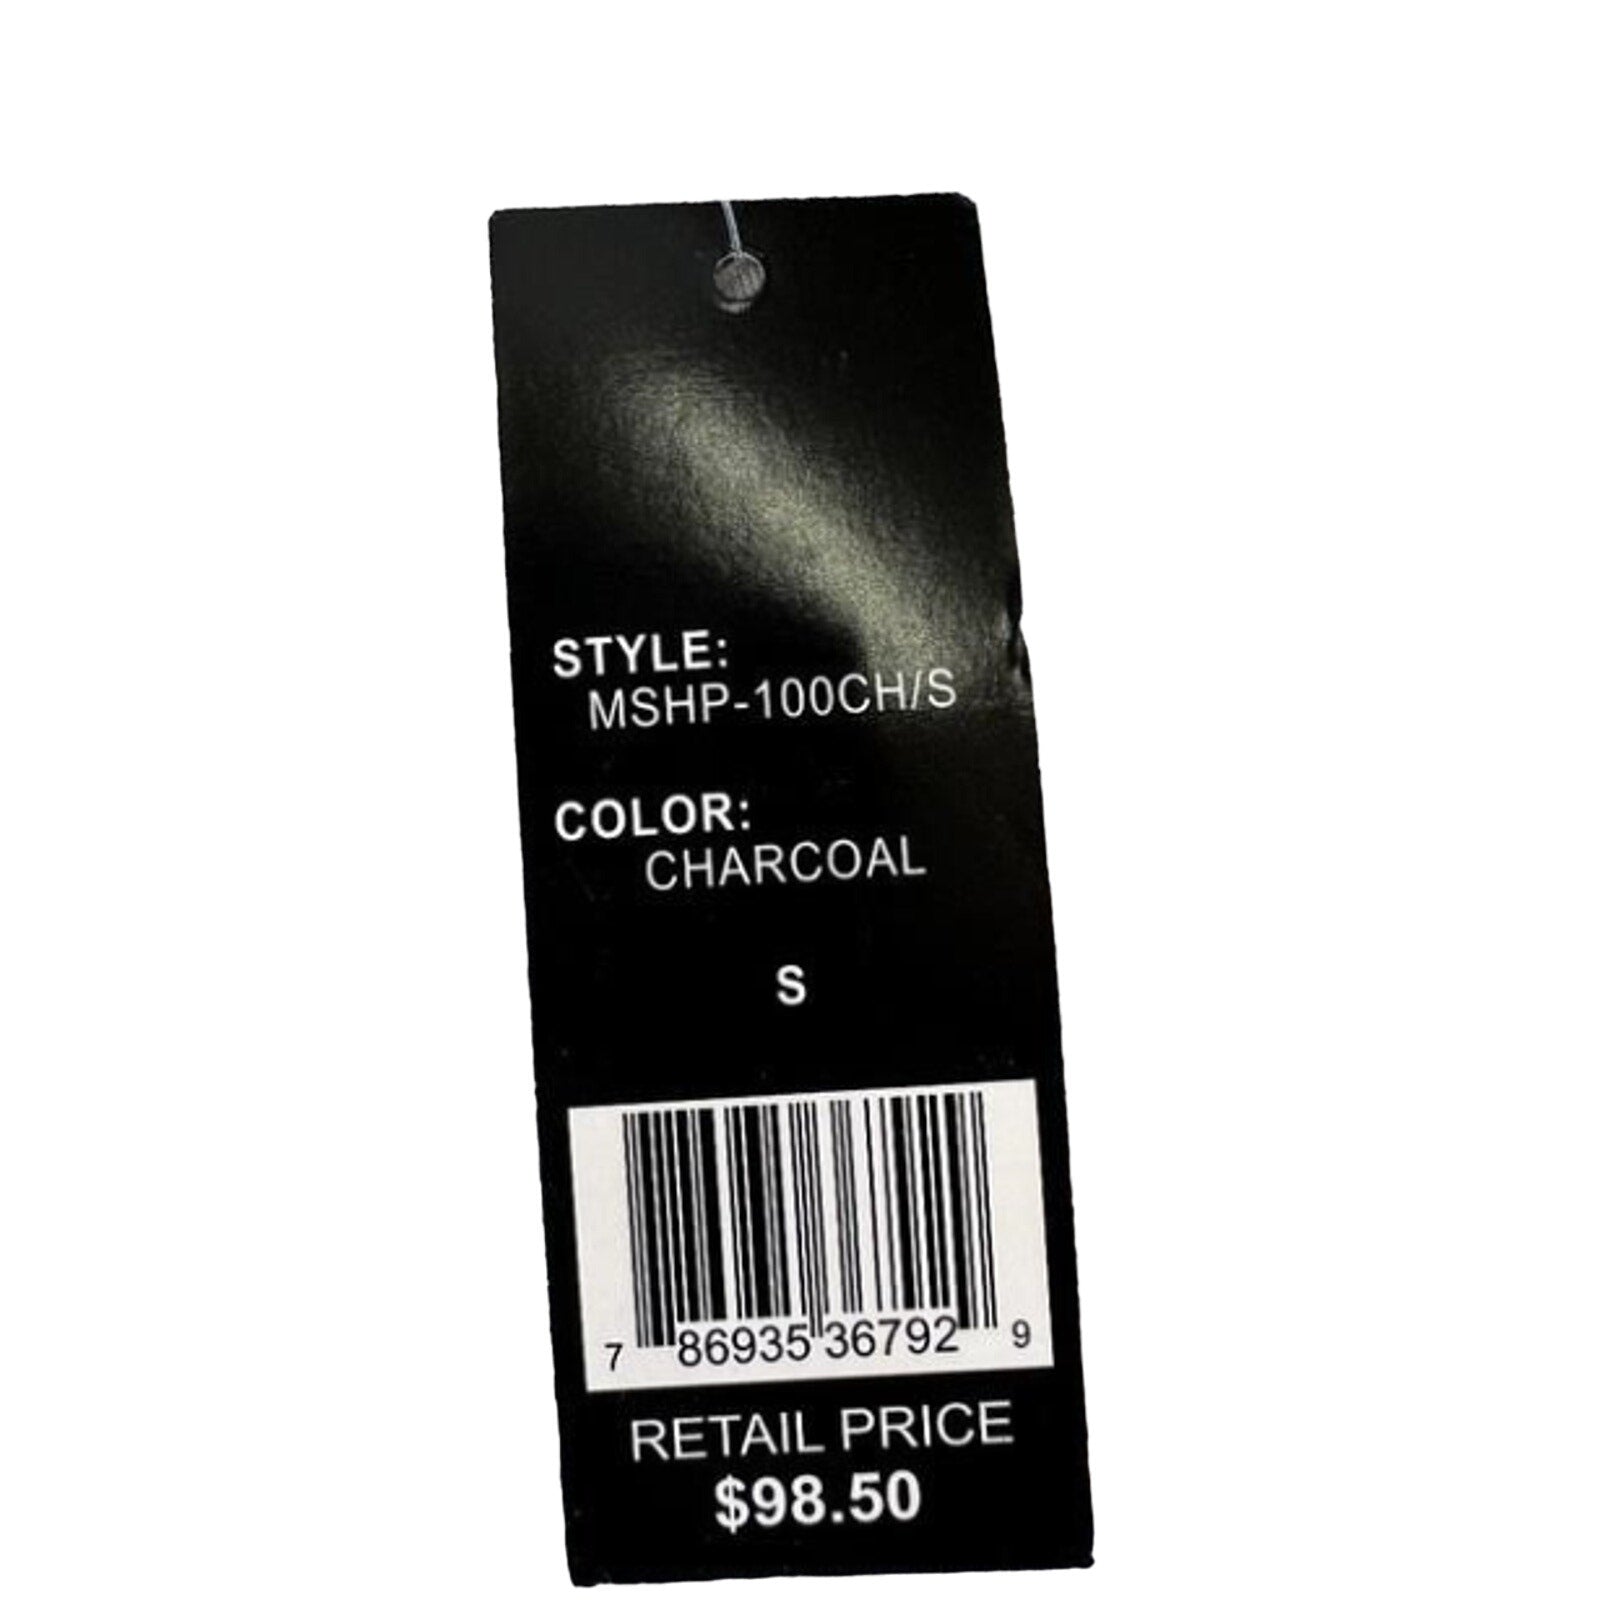 STYLE:
MSHP-100CH/S
COLOR:
CHARCOAL
S
7 86935 36792 9
RETAIL PRICE
$98.50